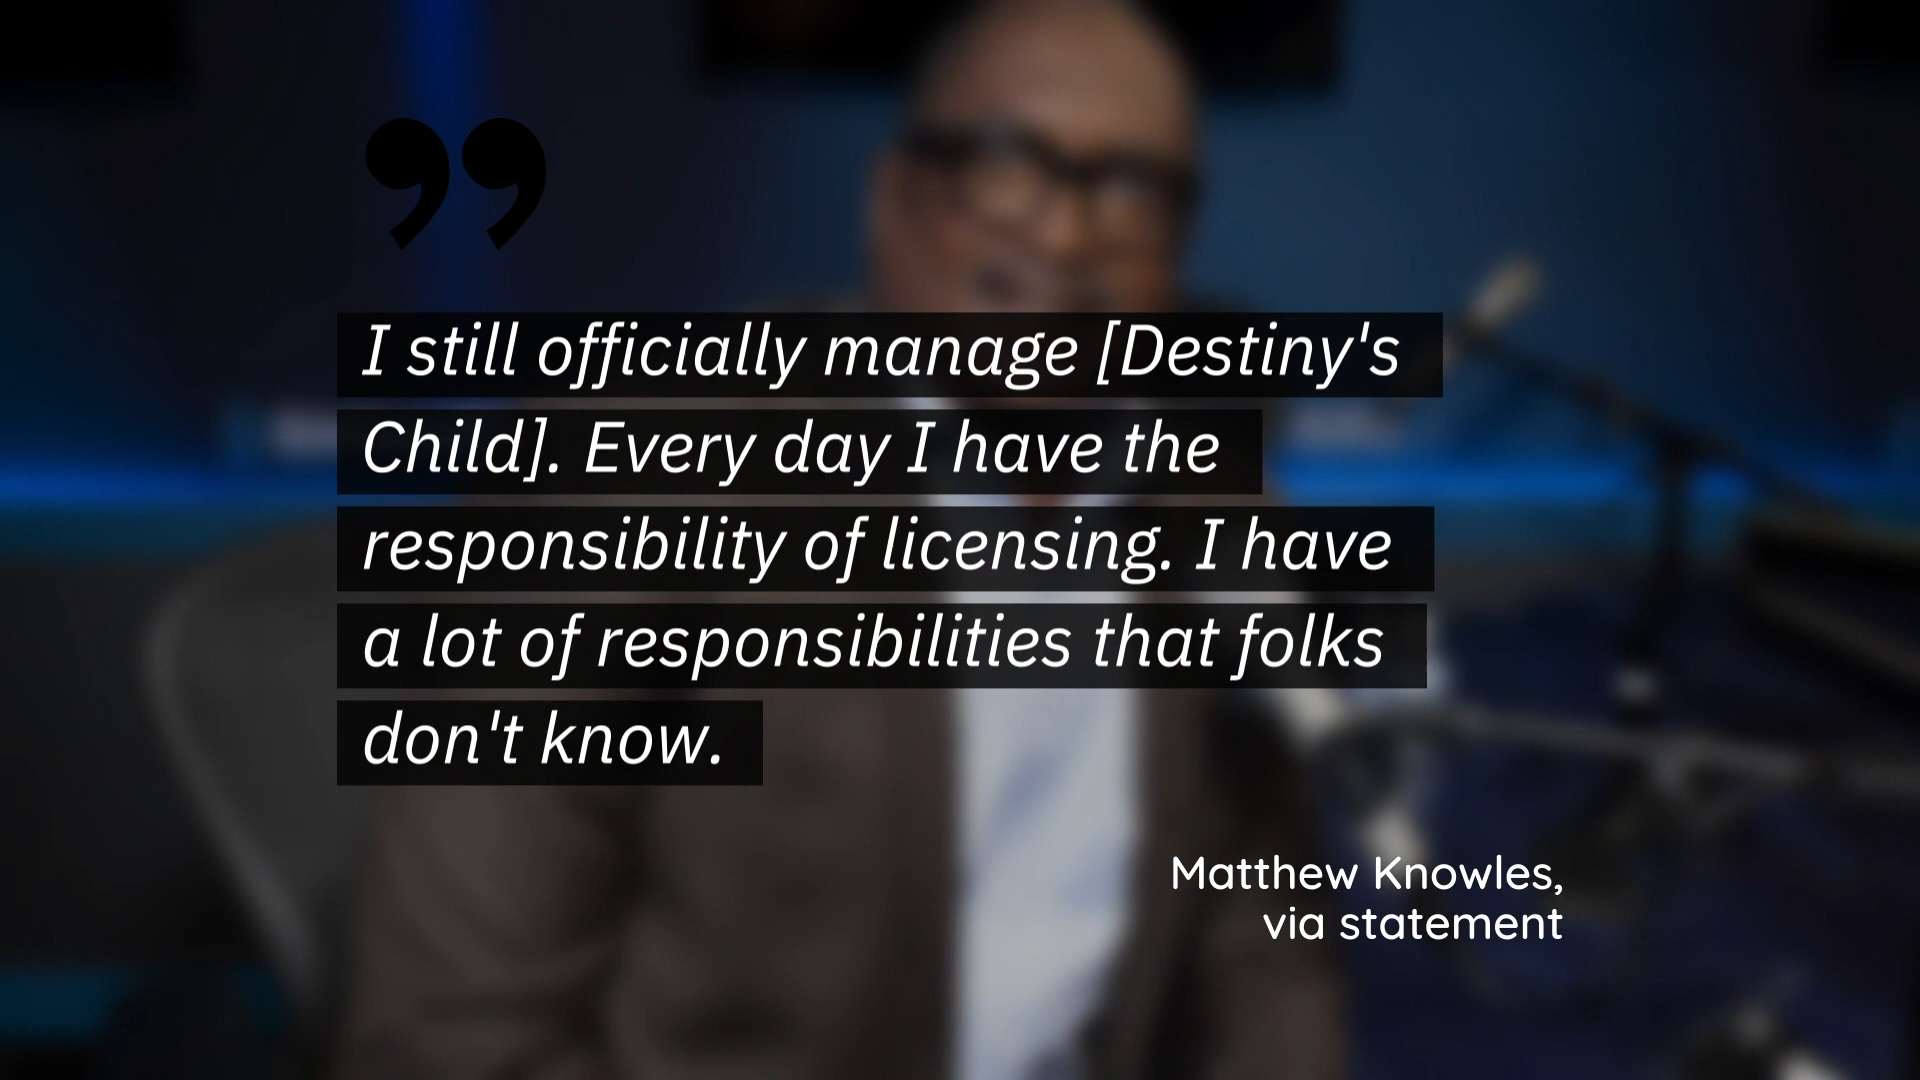 ”
I still officially manage [Destiny's
Child]. Every day I have the
responsibility of licensing. I have
a lot of responsibilities that folks
don't know.
Matthew Knowles,
via statement